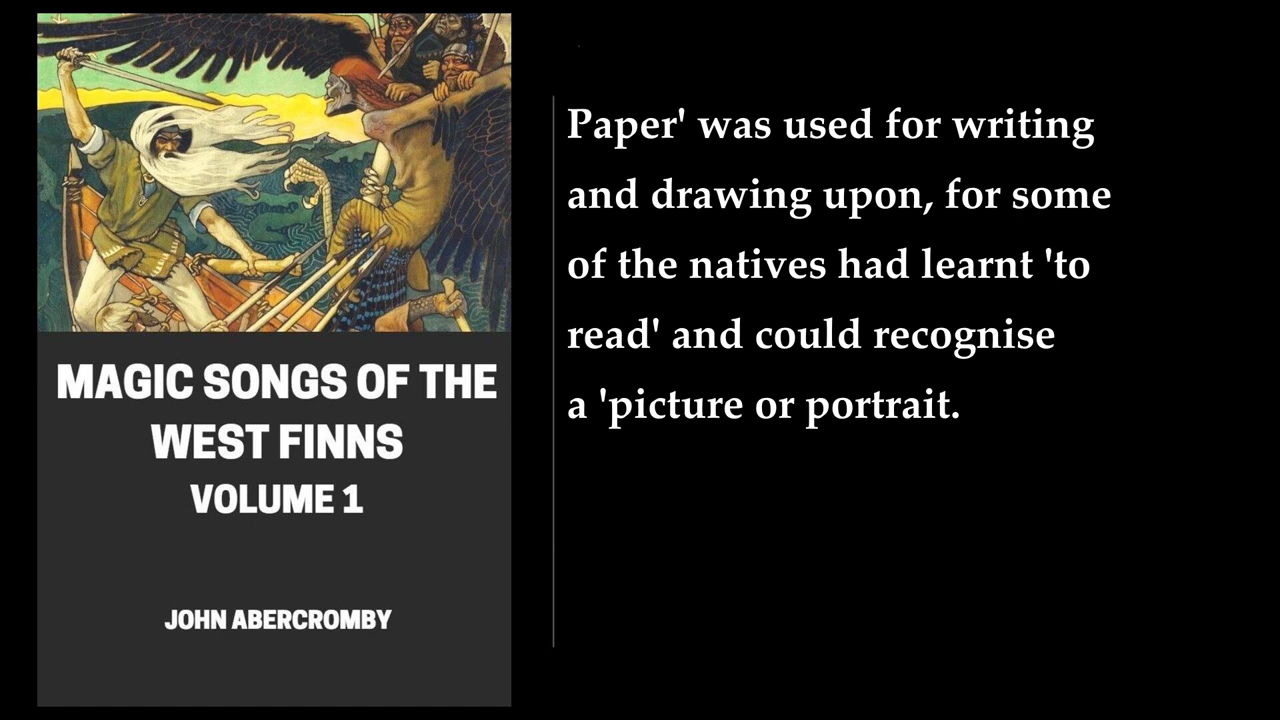 MAGIC SONGS OF THE
WEST FINNS
VOLUME 1
JOHN ABERCROMBY
Paper' was used for writing
and drawing upon, for some
of the natives had learnt 'to
read' and could recognise
a 'picture or portrait.